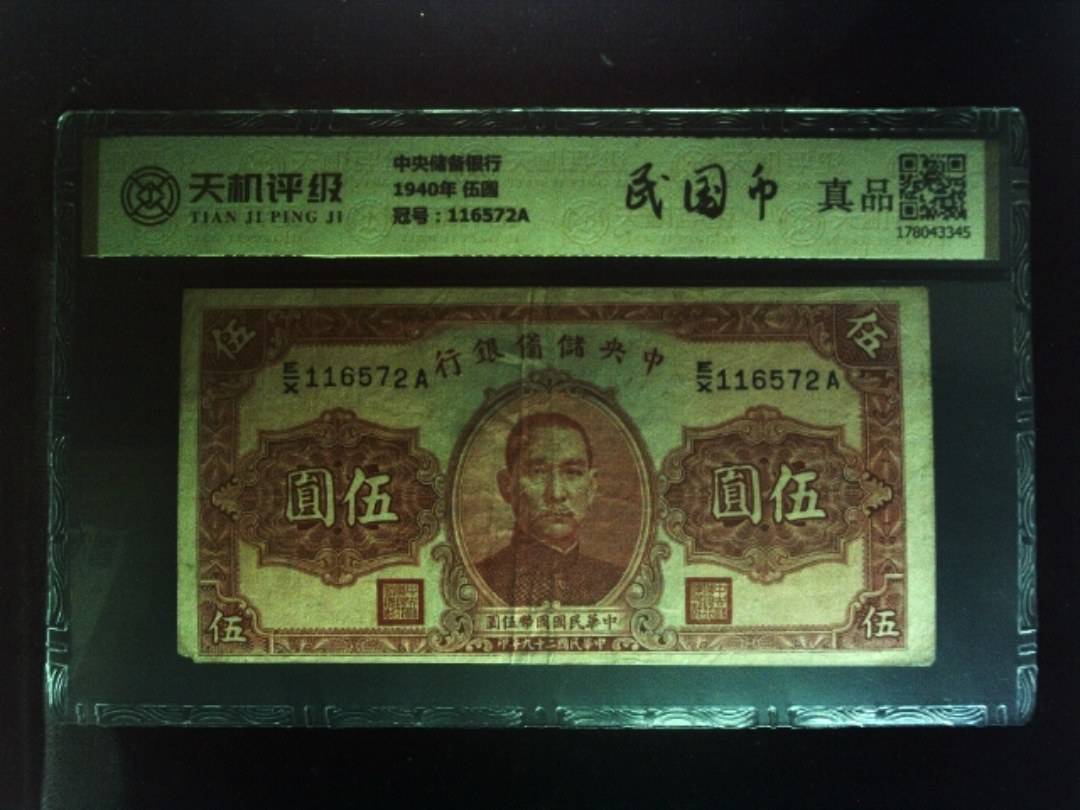 天机评级
TIAN JI PING JI
中央储备银行
1940年 伍圆
冠号：116572A
民国币
真品
178043345
伍
伍
行銀備儲央中
E/X 116572A
E/X 116572A
圓伍
圓伍
圓伍幣國國民華中
伍
伍